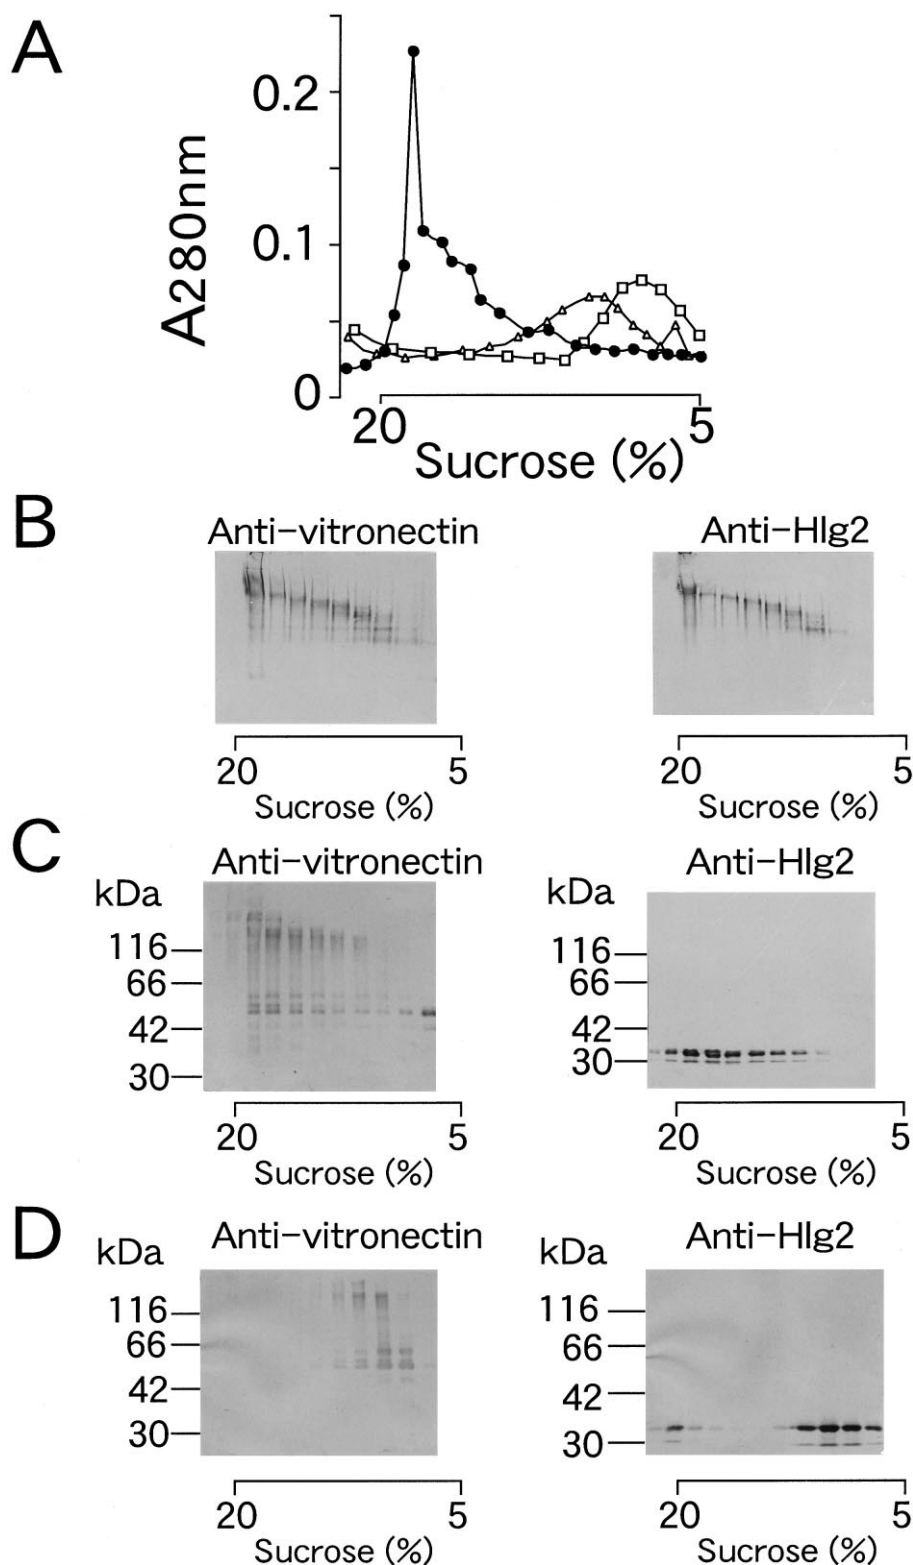 A
0.2
0.1
0
A280nm
20 5
Sucrose (%)
B
Anti-vitronectin Anti-Hlg2
20 5 20 5
Sucrose (%) Sucrose (%)
C
Anti-vitronectin Anti-Hlg2
kDa kDa
116 116
66 66
42 42
30 30
20 5 20 5
Sucrose (%) Sucrose (%)
D
Anti-vitronectin Anti-Hlg2
kDa kDa
116 116
66 66
42 42
30 30
20 5 20 5
Sucrose (%) Sucrose (%)